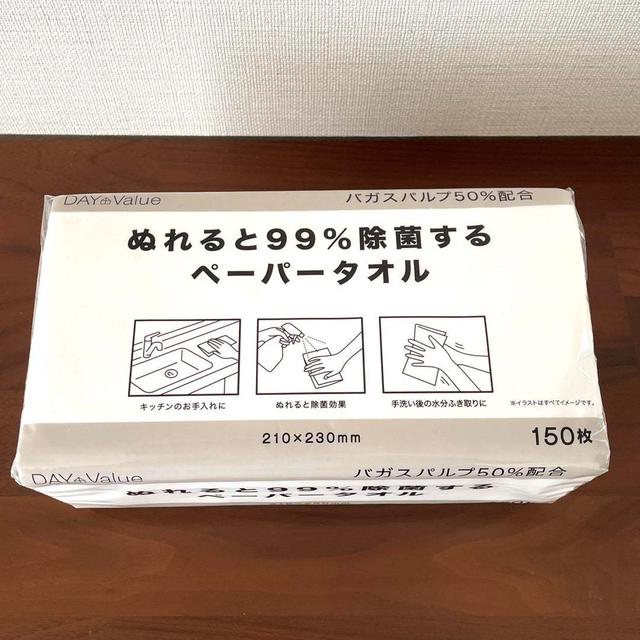 DAY Value
バガスパルプ50%配合
ぬれると99%除菌する
ペーパータオル
キッチンのお手入れに
ぬれると除菌効果
手洗い後の水分ふき取りに
※イラストはすべてイメージです。
210×230mm
150枚
DAY Value
バガスパルプ50%配合
ぬれると99%除菌する
ペーパータオル
210×230mm